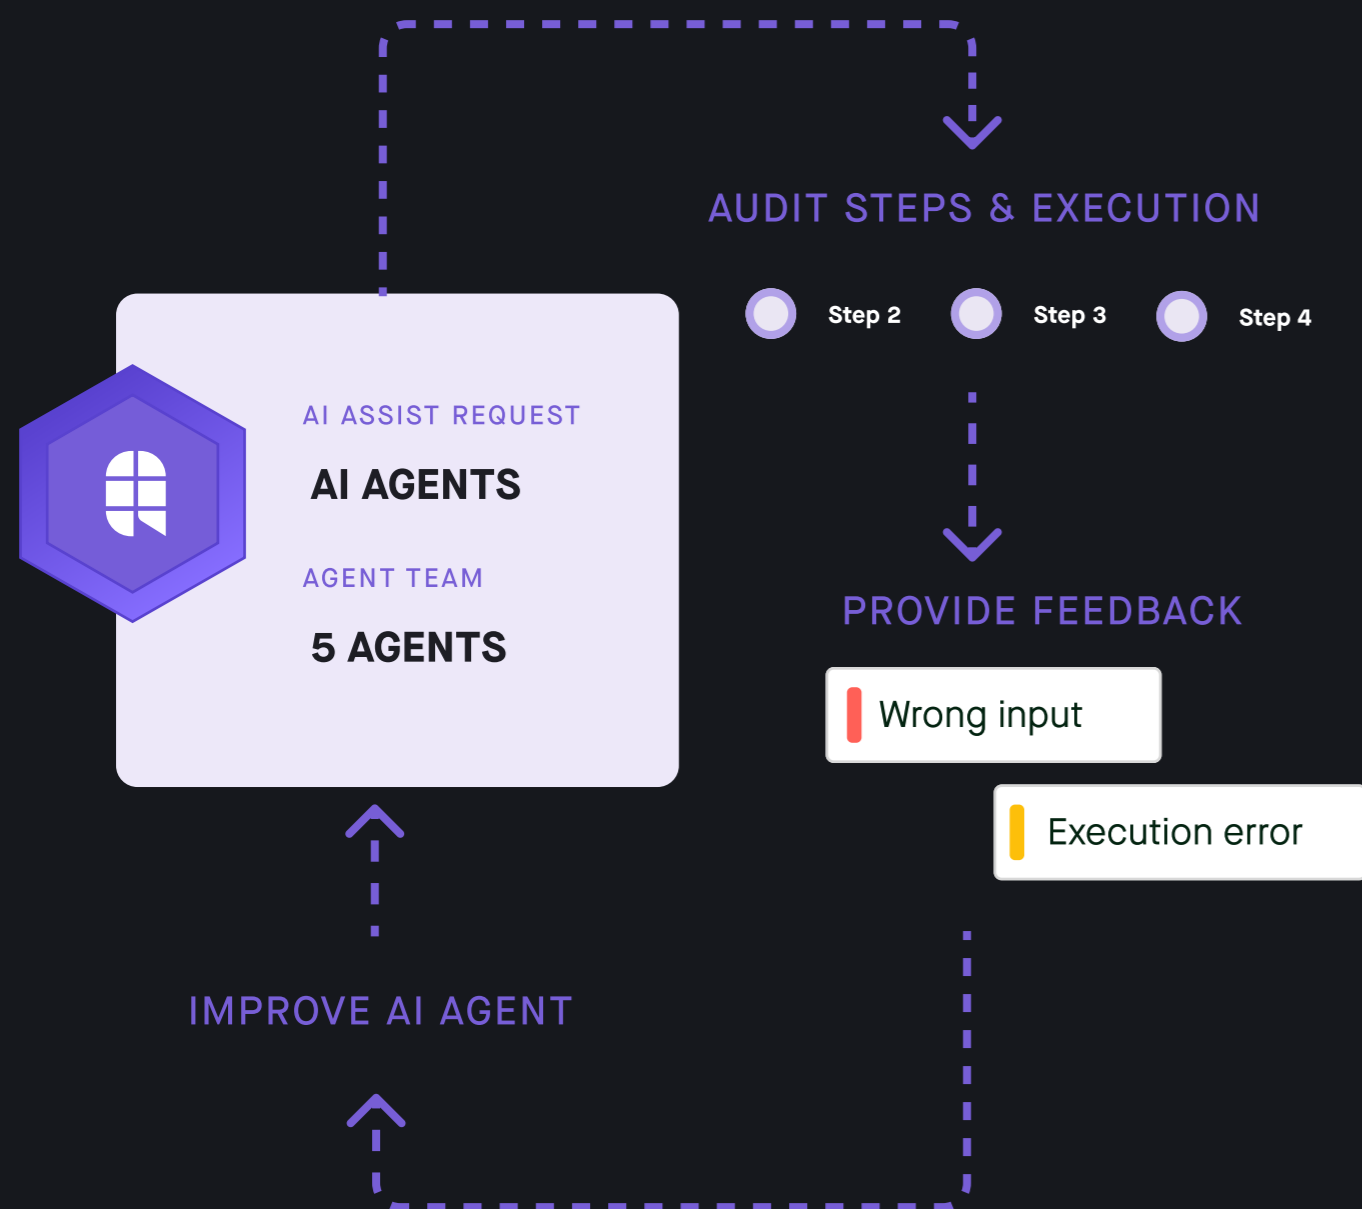 AUDIT STEPS & EXECUTION
Step 2
Step 3
Step 4
AI ASSIST REQUEST
AI AGENTS
AGENT TEAM
5 AGENTS
PROVIDE FEEDBACK
Wrong input
Execution error
IMPROVE AI AGENT